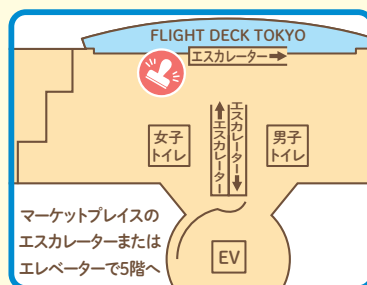 FLIGHT DECK TOKYO
エスカレーター➡
女子
トイレ
⬆エスカレーター
エスカレーター⬇
男子
トイレ
マーケットプレイスの
エスカレーターまたは
エレベーターで5階へ
EV